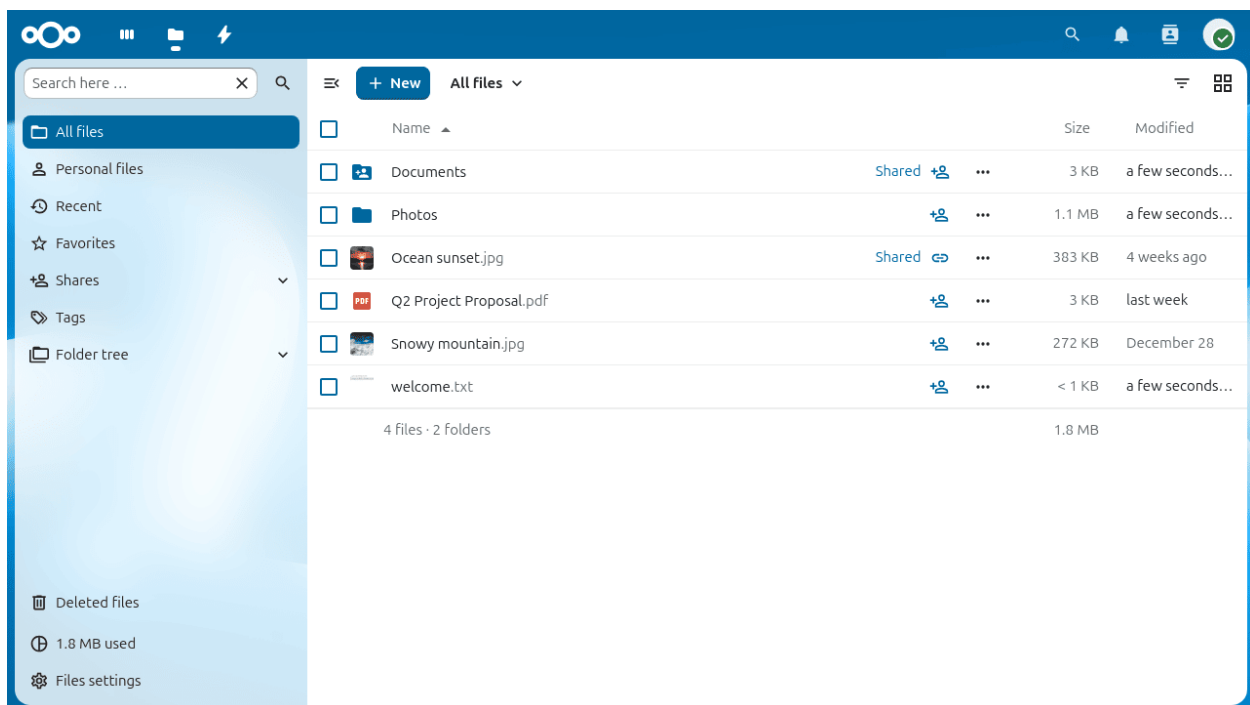 Search here ...
All files
Personal files
Recent
Favorites
Shares
Tags
Folder tree
Deleted files
1.8 MB used
Files settings
+ New
All files
Name Size Modified
Documents Shared 3 KB a few seconds…
Photos 1.1 MB a few seconds…
Ocean sunset.jpg Shared 383 KB 4 weeks ago
PDF Q2 Project Proposal.pdf 3 KB last week
Snowy mountain.jpg 272 KB December 28
welcome.txt < 1 KB a few seconds…
4 files · 2 folders 1.8 MB